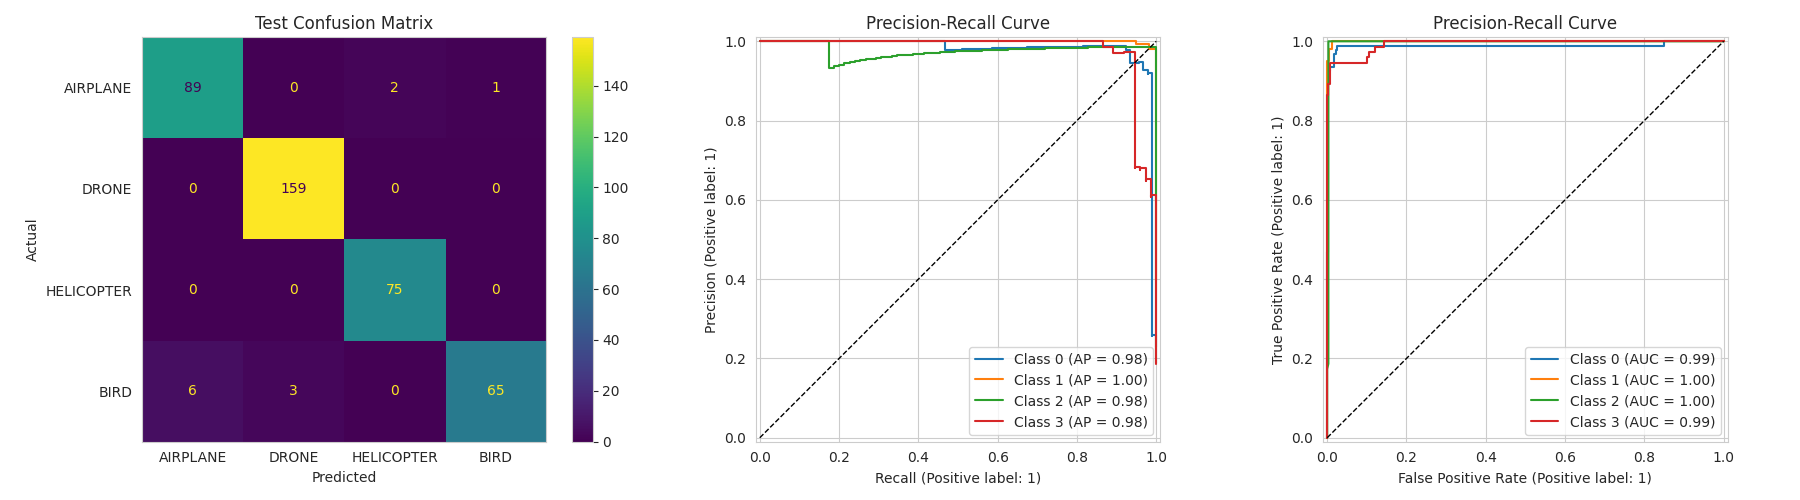 Test Confusion Matrix
Actual
AIRPLANE
DRONE
HELICOPTER
BIRD
89 0 2 1
0 159 0 0
0 0 75 0
6 3 0 65
AIRPLANE DRONE HELICOPTER BIRD
Predicted
140
120
100
80
60
40
20
0
Precision-Recall Curve
Precision (Positive label: 1)
1.0
0.8
0.6
0.4
0.2
0.0
Class 0 (AP = 0.98)
Class 1 (AP = 1.00)
Class 2 (AP = 0.98)
Class 3 (AP = 0.98)
0.0 0.2 0.4 0.6 0.8 1.0
Recall (Positive label: 1)
Precision-Recall Curve
True Positive Rate (Positive label: 1)
1.0
0.8
0.6
0.4
0.2
0.0
Class 0 (AUC = 0.99)
Class 1 (AUC = 1.00)
Class 2 (AUC = 1.00)
Class 3 (AUC = 0.99)
0.0 0.2 0.4 0.6 0.8 1.0
False Positive Rate (Positive label: 1)